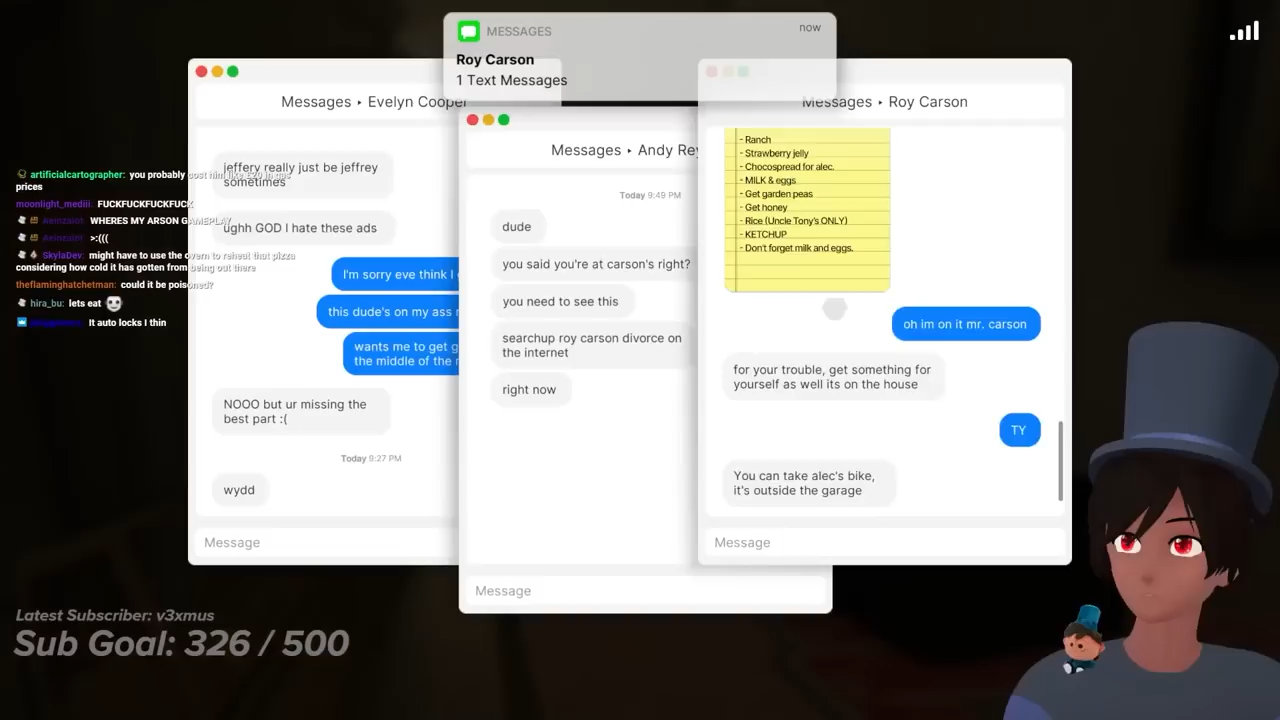 MESSAGES
now
Roy Carson
1 Text Messages
Messages ‣ Evelyn Cooper
jeffery really just be jeffrey
sometimes
ughh GOD I hate these ads
I'm sorry eve think I
this dude's on my ass
wants me to get g
the middle of the
NOOO but ur missing the
best part :(
Today 9:27 PM
wydd
Message
Messages ‣ Andy Rey
Today 9:49 PM
dude
you said you're at carson's right?
you need to see this
searchup roy carson divorce on
the internet
right now
Message
Messages ‣ Roy Carson
- Ranch
- Strawberry jelly
- Chocospread for alec.
- MILK & eggs
- Get garden peas
- Get honey
- Rice (Uncle Tony's ONLY)
- KETCHUP
- Don't forget milk and eggs.
oh im on it mr. carson
for your trouble, get something for
yourself as well its on the house
TY
You can take alec's bike,
it's outside the garage
Message
artificialcartographer: you probably cost him like £20 in gas
prices
moonlight_mediii: FUCKFUCKFUCKFUCK
WHERES MY ARSON GAMEPLAY
>:(((
SkylaDev: might have to use the overn to reheat that pizza
considering how cold it has gotten from being out there
theflaminghatchetman: could it be poisoned?
hira_bu: lets eat
It auto locks I thin
Latest Subscriber: v3xmus
Sub Goal: 326 / 500